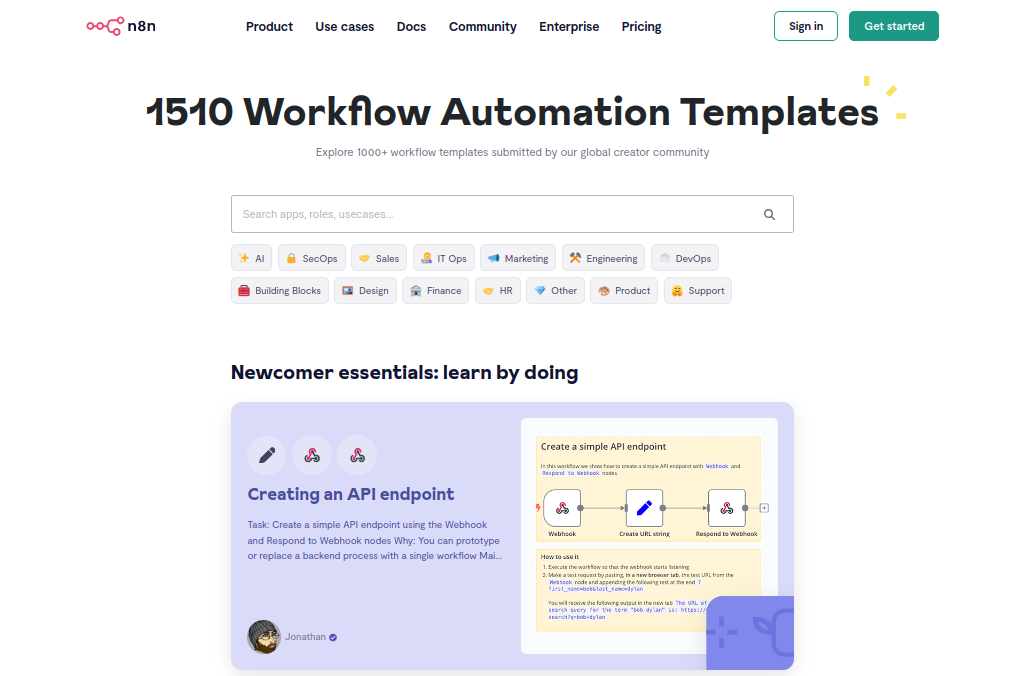 n8n
Product Use cases Docs Community Enterprise Pricing
Sign in Get started
1510 Workflow Automation Templates
Explore 1000+ workflow templates submitted by our global creator community
Search apps, roles, usecases...
AI SecOps Sales IT Ops Marketing Engineering DevOps
Building Blocks Design Finance HR Other Product Support
Newcomer essentials: learn by doing
Creating an API endpoint
Task: Create a simple API endpoint using the Webhook
and Respond to Webhook nodes Why: You can prototype
or replace a backend process with a single workflow Mai...
Jonathan
Create a simple API endpoint
In this workflow we show how to create a simple API endpoint with Webhook and
Respond to Webhook nodes
Webhook Create URL string Respond to Webhook
How to use it
1. Execute the workflow so that the webhook starts listening
2. Make a test request by pasting, in a new browser tab, the test URL from the
Webhook node and appending the following test at the end ?
first_name=bob&last_name=dylan
You will receive the following output in the new tab The URL of
search query for the term "bob dylan" is: https://
search?q=bob+dylan